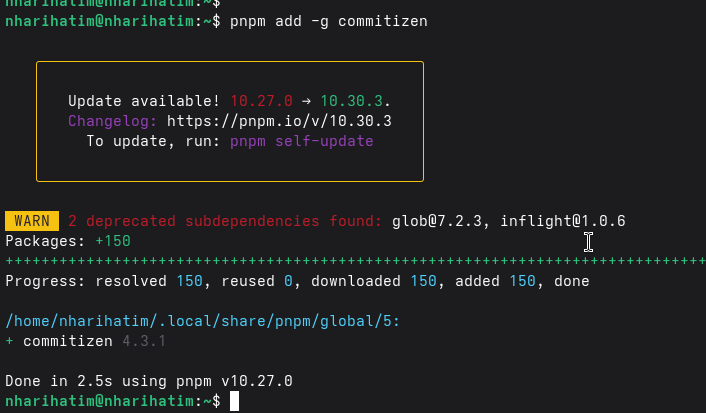 nharihatim@nharihatim:~$
nharihatim@nharihatim:~$ pnpm add -g commitizen
Update available! 10.27.0 → 10.30.3.
Changelog: https://pnpm.io/v/10.30.3
To update, run: pnpm self-update
WARN 2 deprecated subdependencies found: glob@7.2.3, inflight@1.0.6
Packages: +150
++++++++++++++++++++++++++++++++++++++++++++++++++++++++++++++++++++++++++++++
Progress: resolved 150, reused 0, downloaded 150, added 150, done
/home/nharihatim/.local/share/pnpm/global/5:
+ commitizen 4.3.1
Done in 2.5s using pnpm v10.27.0
nharihatim@nharihatim:~$